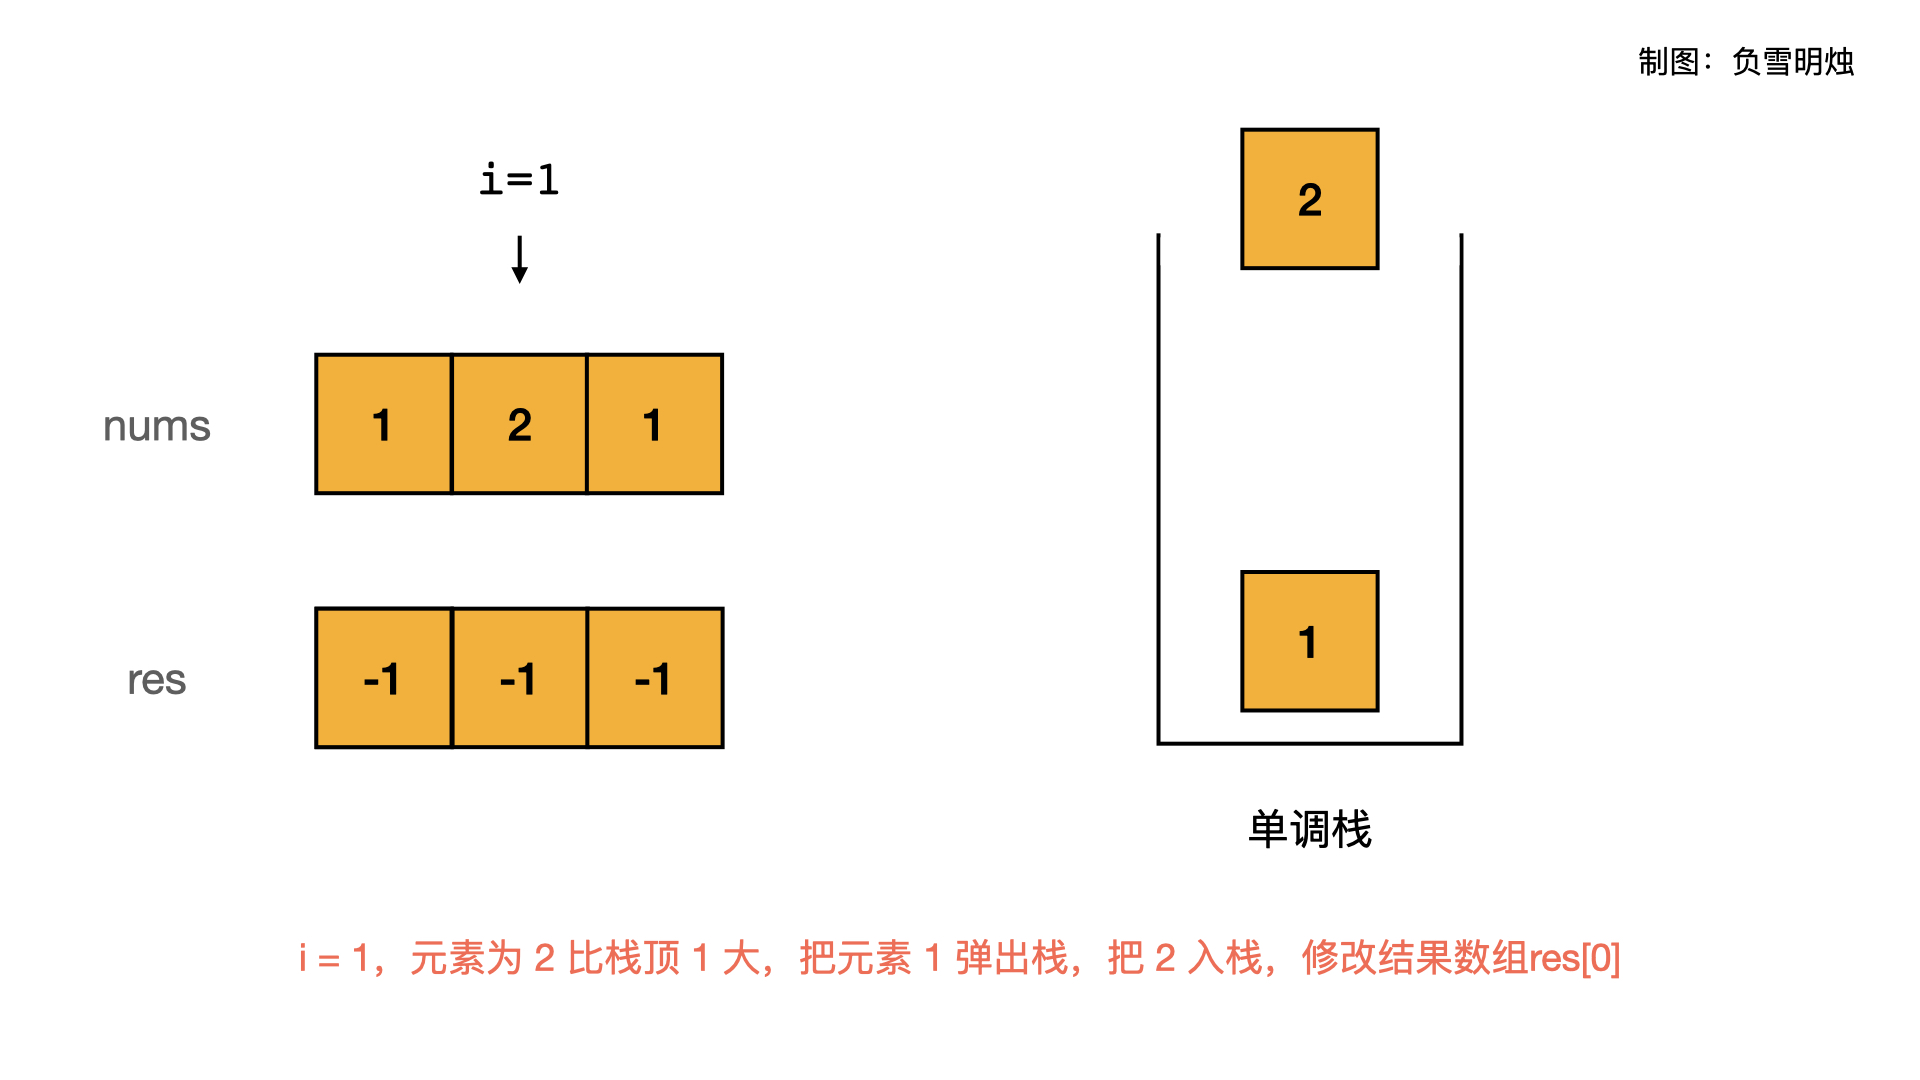 制图：负雪明烛
i=1
2
nums
1 2 1
res
-1 -1 -1
1
单调栈
i = 1，元素为 2 比栈顶 1 大，把元素 1 弹出栈，把 2 入栈，修改结果数组res[0]